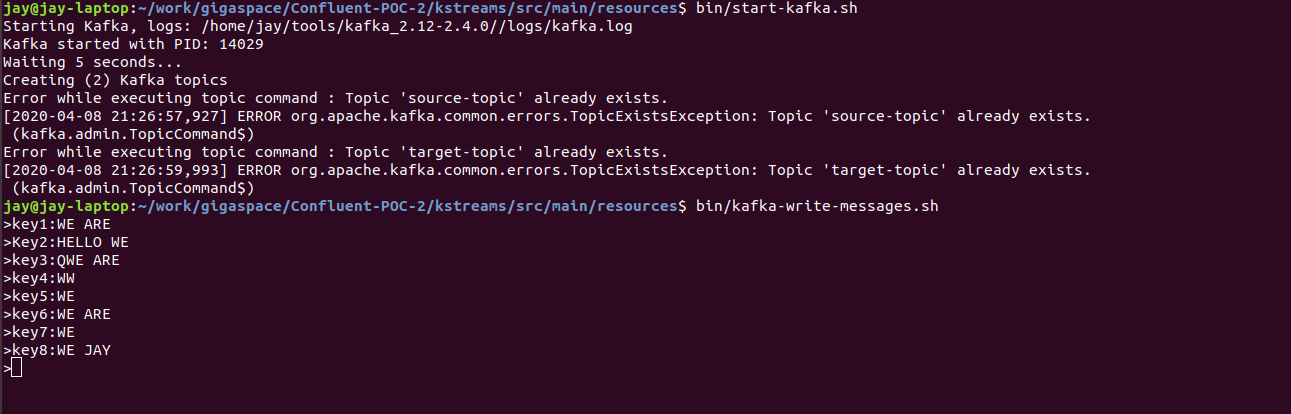 jay@jay-laptop:~/work/gigaspace/Confluent-POC-2/kstreams/src/main/resources$ bin/start-kafka.sh
Starting Kafka, logs: /home/jay/tools/kafka_2.12-2.4.0//logs/kafka.log
Kafka started with PID: 14029
Waiting 5 seconds...
Creating (2) Kafka topics
Error while executing topic command : Topic 'source-topic' already exists.
[2020-04-08 21:26:57,927] ERROR org.apache.kafka.common.errors.TopicExistsException: Topic 'source-topic' already exists.
 (kafka.admin.TopicCommand$)
Error while executing topic command : Topic 'target-topic' already exists.
[2020-04-08 21:26:59,993] ERROR org.apache.kafka.common.errors.TopicExistsException: Topic 'target-topic' already exists.
 (kafka.admin.TopicCommand$)
jay@jay-laptop:~/work/gigaspace/Confluent-POC-2/kstreams/src/main/resources$ bin/kafka-write-messages.sh
>key1:WE ARE
>Key2:HELLO WE
>key3:QWE ARE
>key4:WW
>key5:WE
>key6:WE ARE
>key7:WE
>key8:WE JAY
>